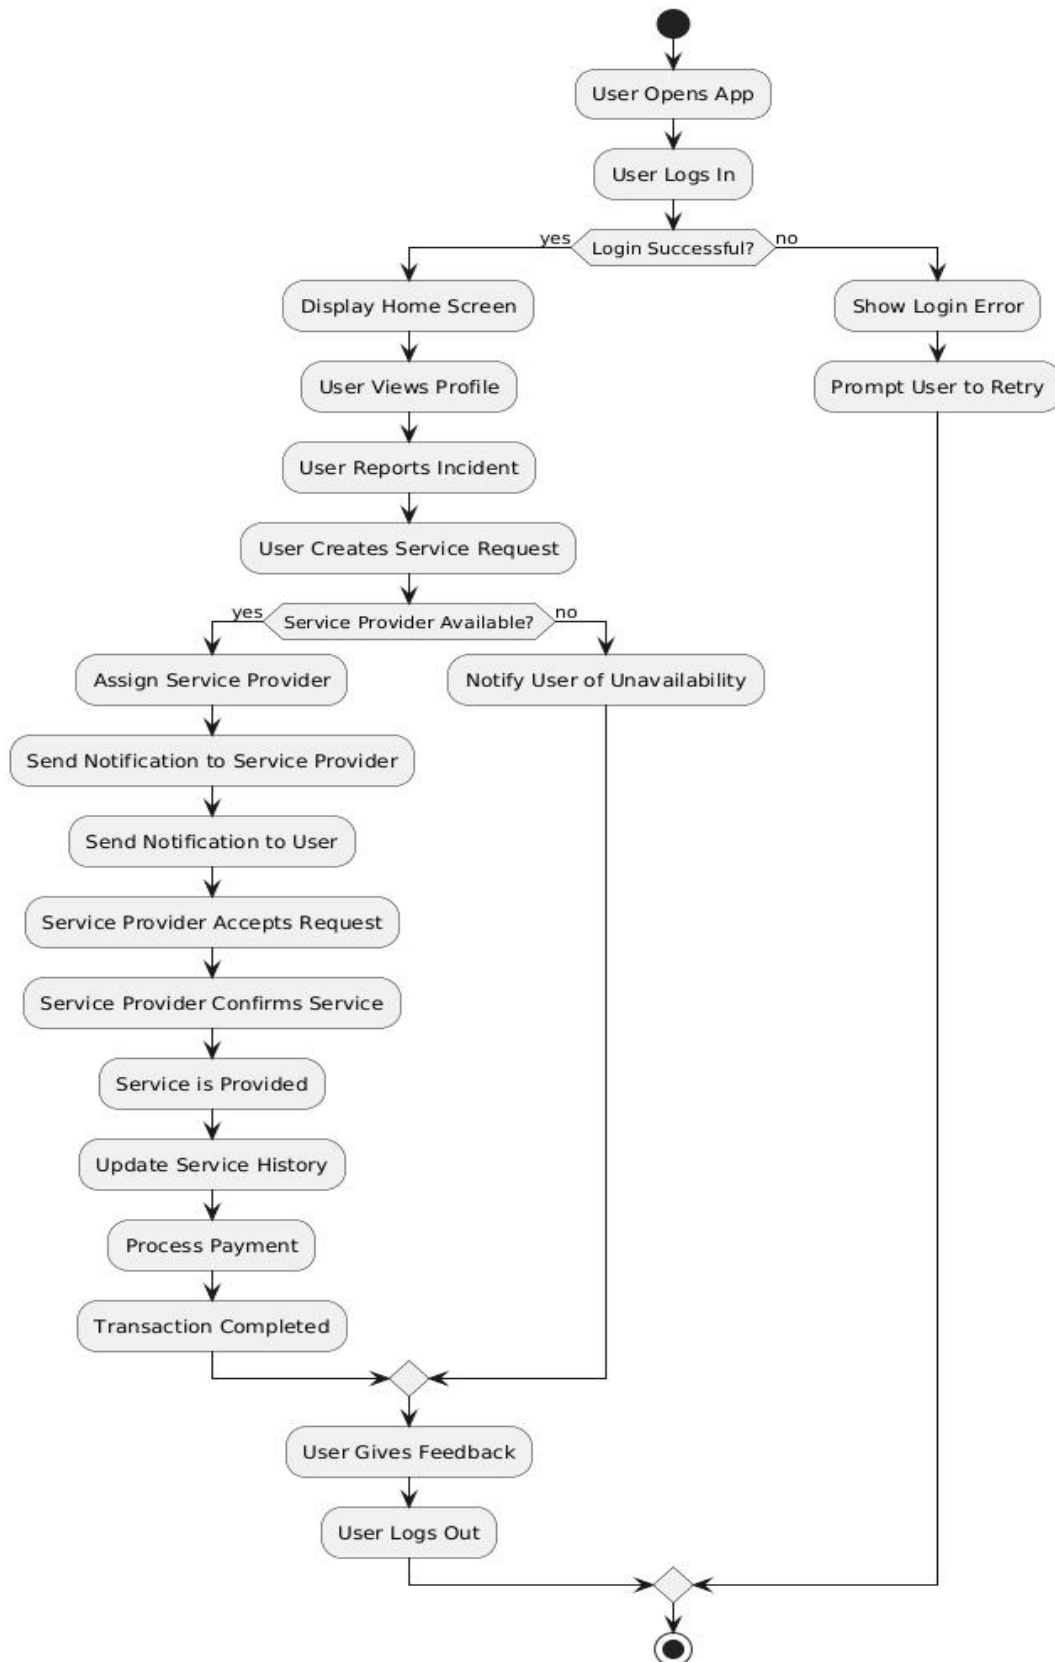 User Opens App
User Logs In
yes
Login Successful?
no
Display Home Screen
Show Login Error
User Views Profile
Prompt User to Retry
User Reports Incident
User Creates Service Request
yes
Service Provider Available?
no
Assign Service Provider
Notify User of Unavailability
Send Notification to Service Provider
Send Notification to User
Service Provider Accepts Request
Service Provider Confirms Service
Service is Provided
Update Service History
Process Payment
Transaction Completed
User Gives Feedback
User Logs Out